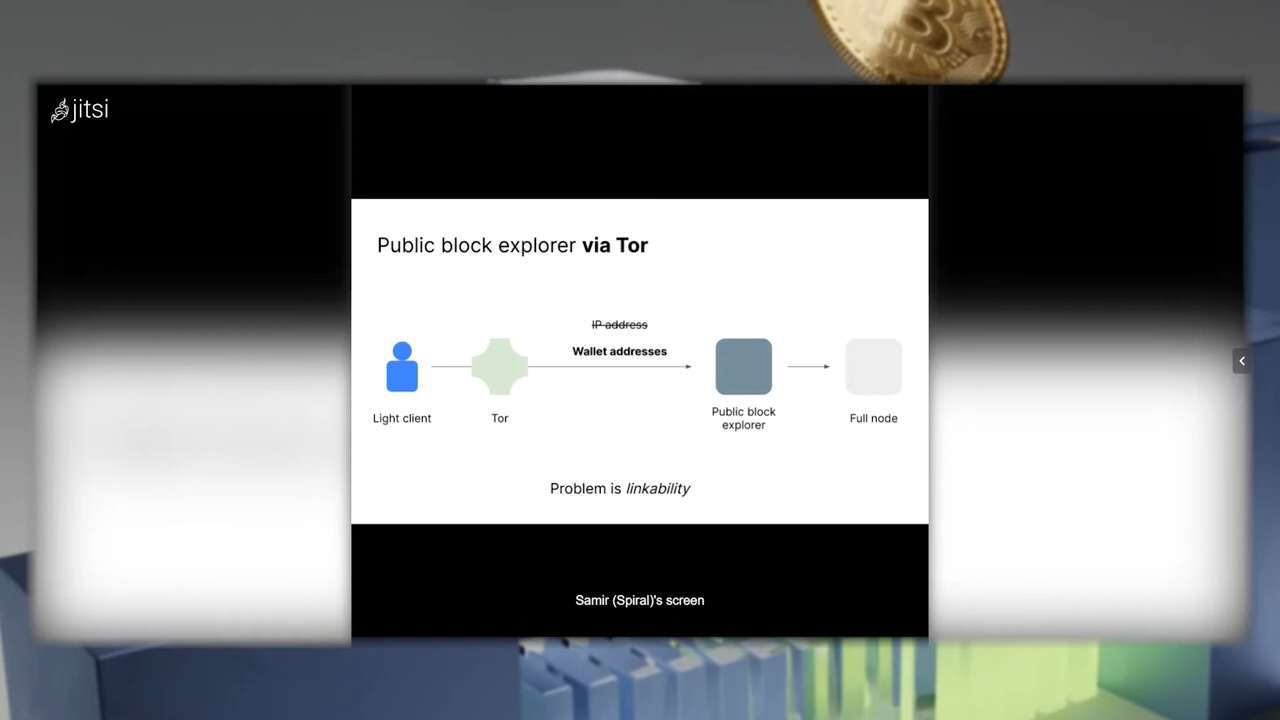 jitsi
Public block explorer via Tor
IP address
Wallet addresses
Light client
Tor
Public block
explorer
Full node
Problem is linkability
Samir (Spiral)'s screen